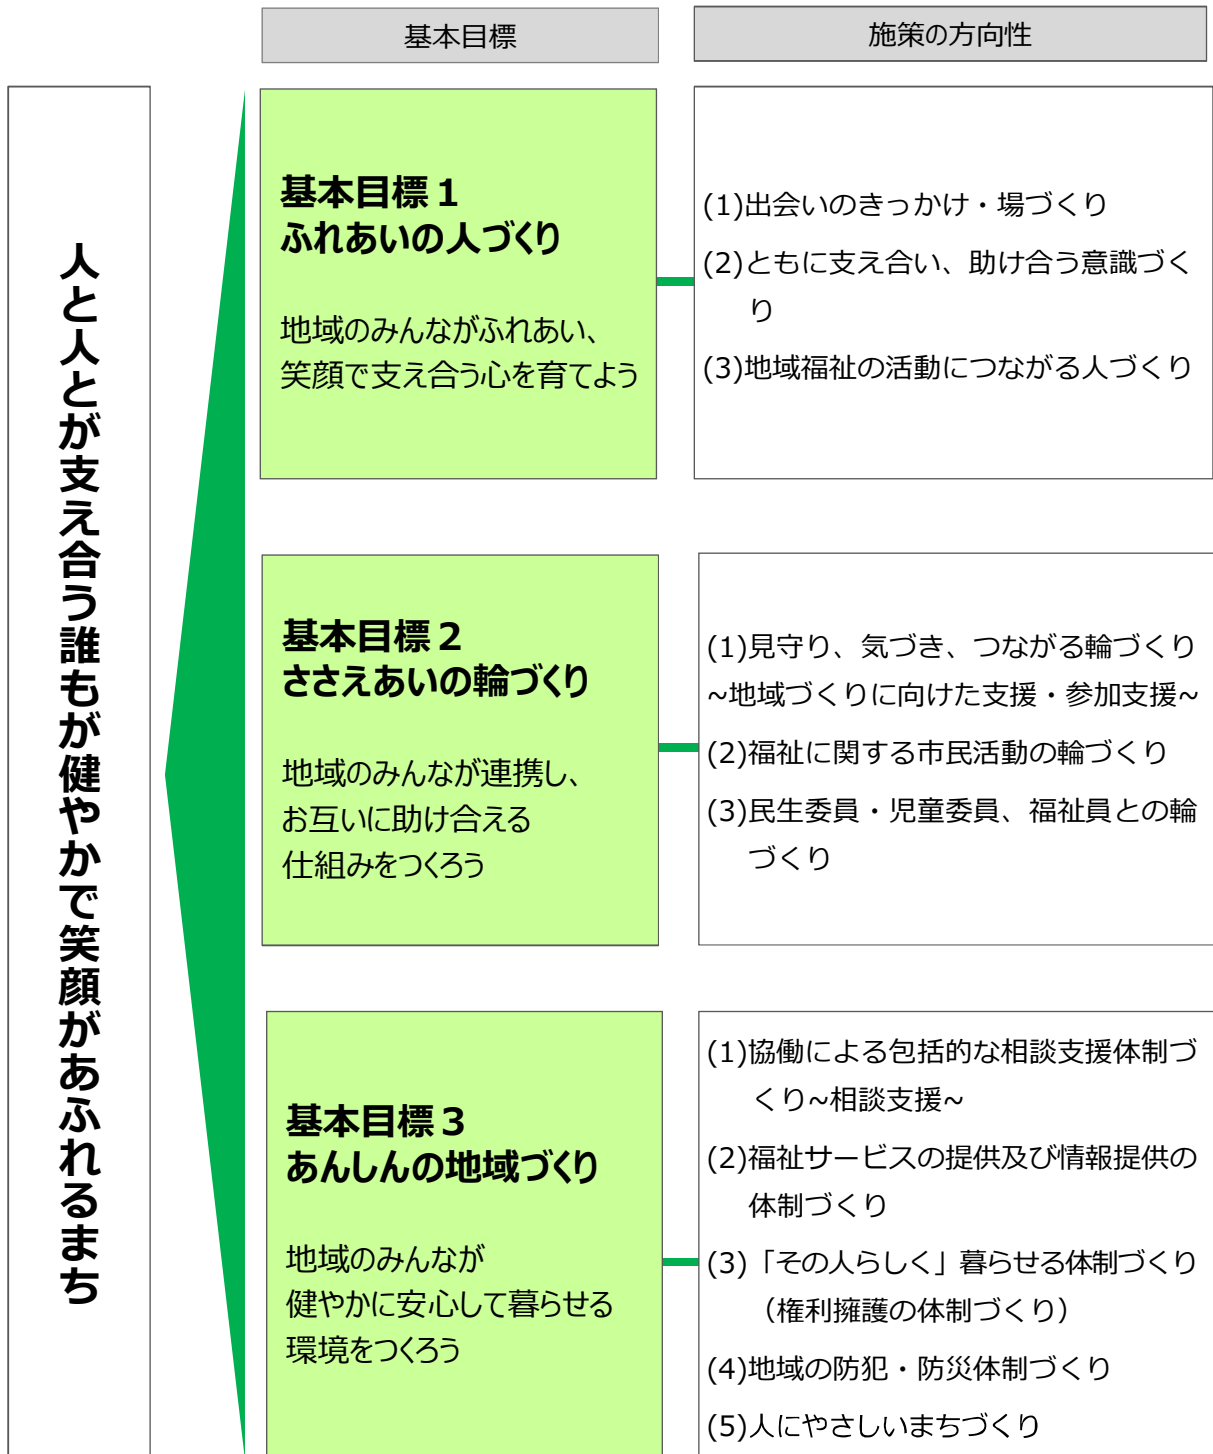 基本目標
施策の方向性
人と人とが支え合う誰もが健やかで笑顔があふれるまち
基本目標１
ふれあいの人づくり
地域のみんながふれあい、
笑顔で支え合う心を育てよう
(1)出会いのきっかけ・場づくり
(2)ともに支え合い、助け合う意識づく
り
(3)地域福祉の活動につながる人づくり
基本目標２
ささえあいの輪づくり
地域のみんなが連携し、
お互いに助け合える
仕組みをつくろう
(1)見守り、気づき、つながる輪づくり
~地域づくりに向けた支援・参加支援~
(2)福祉に関する市民活動の輪づくり
(3)民生委員・児童委員、福祉員との輪
づくり
基本目標３
あんしんの地域づくり
地域のみんなが
健やかに安心して暮らせる
環境をつくろう
(1)協働による包括的な相談支援体制づ
くり~相談支援~
(2)福祉サービスの提供及び情報提供の
体制づくり
(3)「その人らしく」暮らせる体制づくり
（権利擁護の体制づくり）
(4)地域の防犯・防災体制づくり
(5)人にやさしいまちづくり